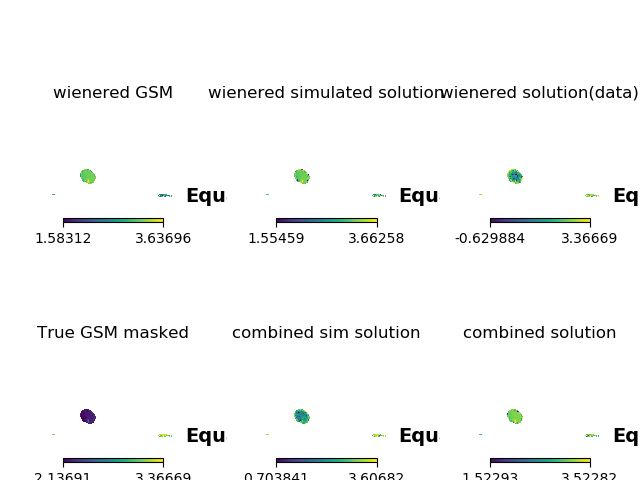 wienered GSM wienered simulated solution wienered solution(data)
Equ Equ Eq
1.58312 3.63696 1.55459 3.66258 -0.629884 3.36669
True GSM masked combined sim solution combined solution
Equ Equ Eq
2.13691 3.36669 0.703841 3.60682 1.52293 3.52282